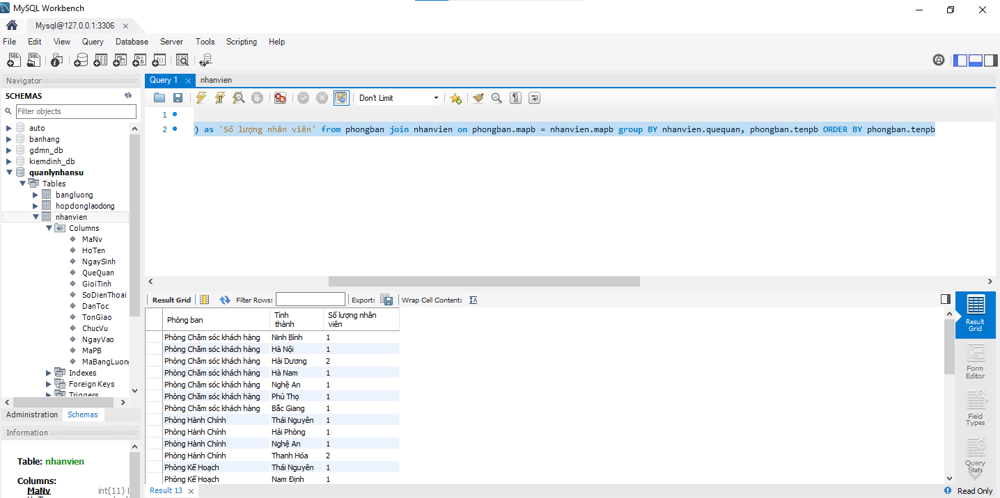 MySQL Workbench
Mysql@127.0.0.1:3306
File Edit View Query Database Server Tools Scripting Help
Navigator
SCHEMAS
Filter objects
auto
banhang
gdmn_db
kiemdinh_db
quanlynhansu
Tables
bangluong
hopdonglaodong
nhanvien
Columns
MaNv
HoTen
NgaySinh
QueQuan
GioiTinh
SoDienThoai
DanToc
TonGiao
ChucVu
NgayVao
MaPB
MaBangLuong
Indexes
Foreign Keys
Triggers
Administration Schemas
Information
Table: nhanvien
Columns:
MaNv int(11)
Query 1 nhanvien
Don't Limit
1
2 ) as 'Số lượng nhân viên' from phongban join nhanvien on phongban.mapb = nhanvien.mapb group BY nhanvien.quequan, phongban.tenpb ORDER BY phongban.tenpb
Result Grid Filter Rows: Export: Wrap Cell Content:
Phòng ban Tỉnh thành Số lượng nhân viên
Phòng Chăm sóc khách hàng Ninh Bình 1
Phòng Chăm sóc khách hàng Hà Nội 1
Phòng Chăm sóc khách hàng Hải Dương 2
Phòng Chăm sóc khách hàng Hà Nam 1
Phòng Chăm sóc khách hàng Nghệ An 1
Phòng Chăm sóc khách hàng Phú Thọ 1
Phòng Chăm sóc khách hàng Bắc Giang 1
Phòng Hành Chính Thái Nguyên 1
Phòng Hành Chính Hải Phòng 1
Phòng Hành Chính Nghệ An 1
Phòng Hành Chính Thanh Hóa 2
Phòng Kế Hoạch Thái Nguyên 1
Phòng Kế Hoạch Nam Định 1
Result 13
Result Grid
Form Editor
Field Types
Query Stats
Read Only